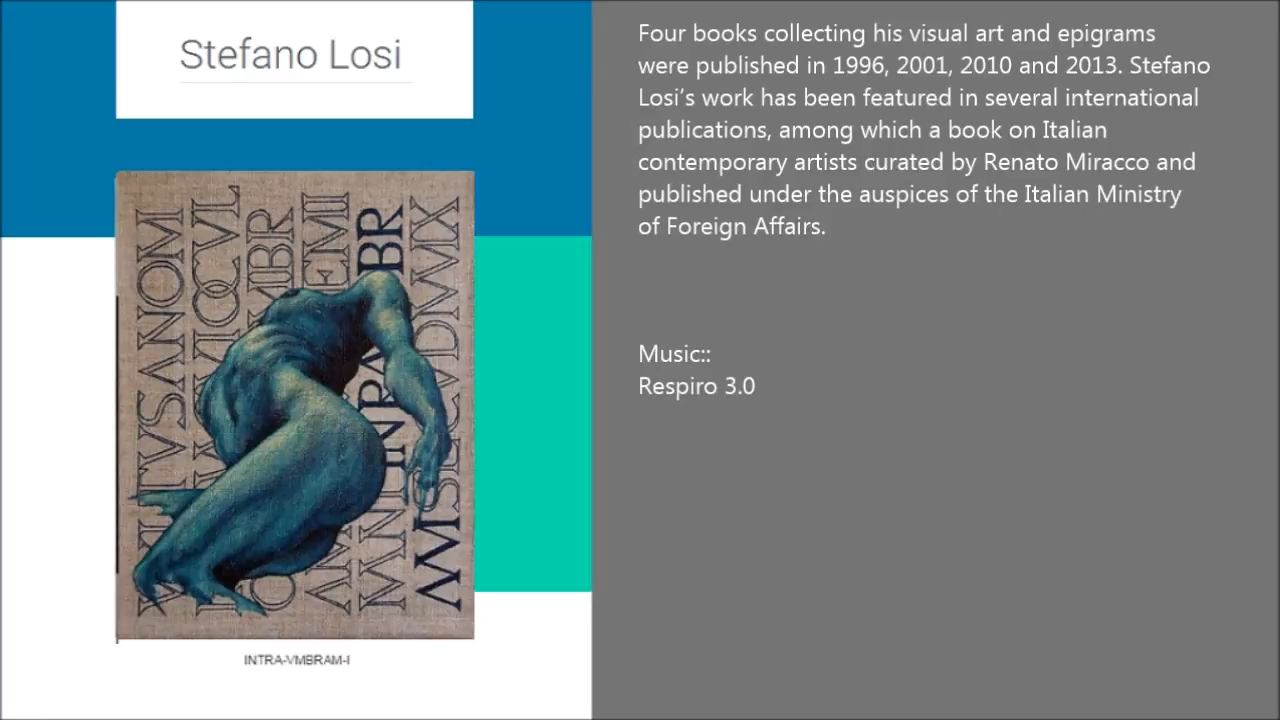 Stefano Losi
Four books collecting his visual art and epigrams
were published in 1996, 2001, 2010 and 2013. Stefano
Losi’s work has been featured in several international
publications, among which a book on Italian
contemporary artists curated by Renato Miracco and
published under the auspices of the Italian Ministry
of Foreign Affairs.
Music::
Respiro 3.0
INTRA-VMBRAM-I